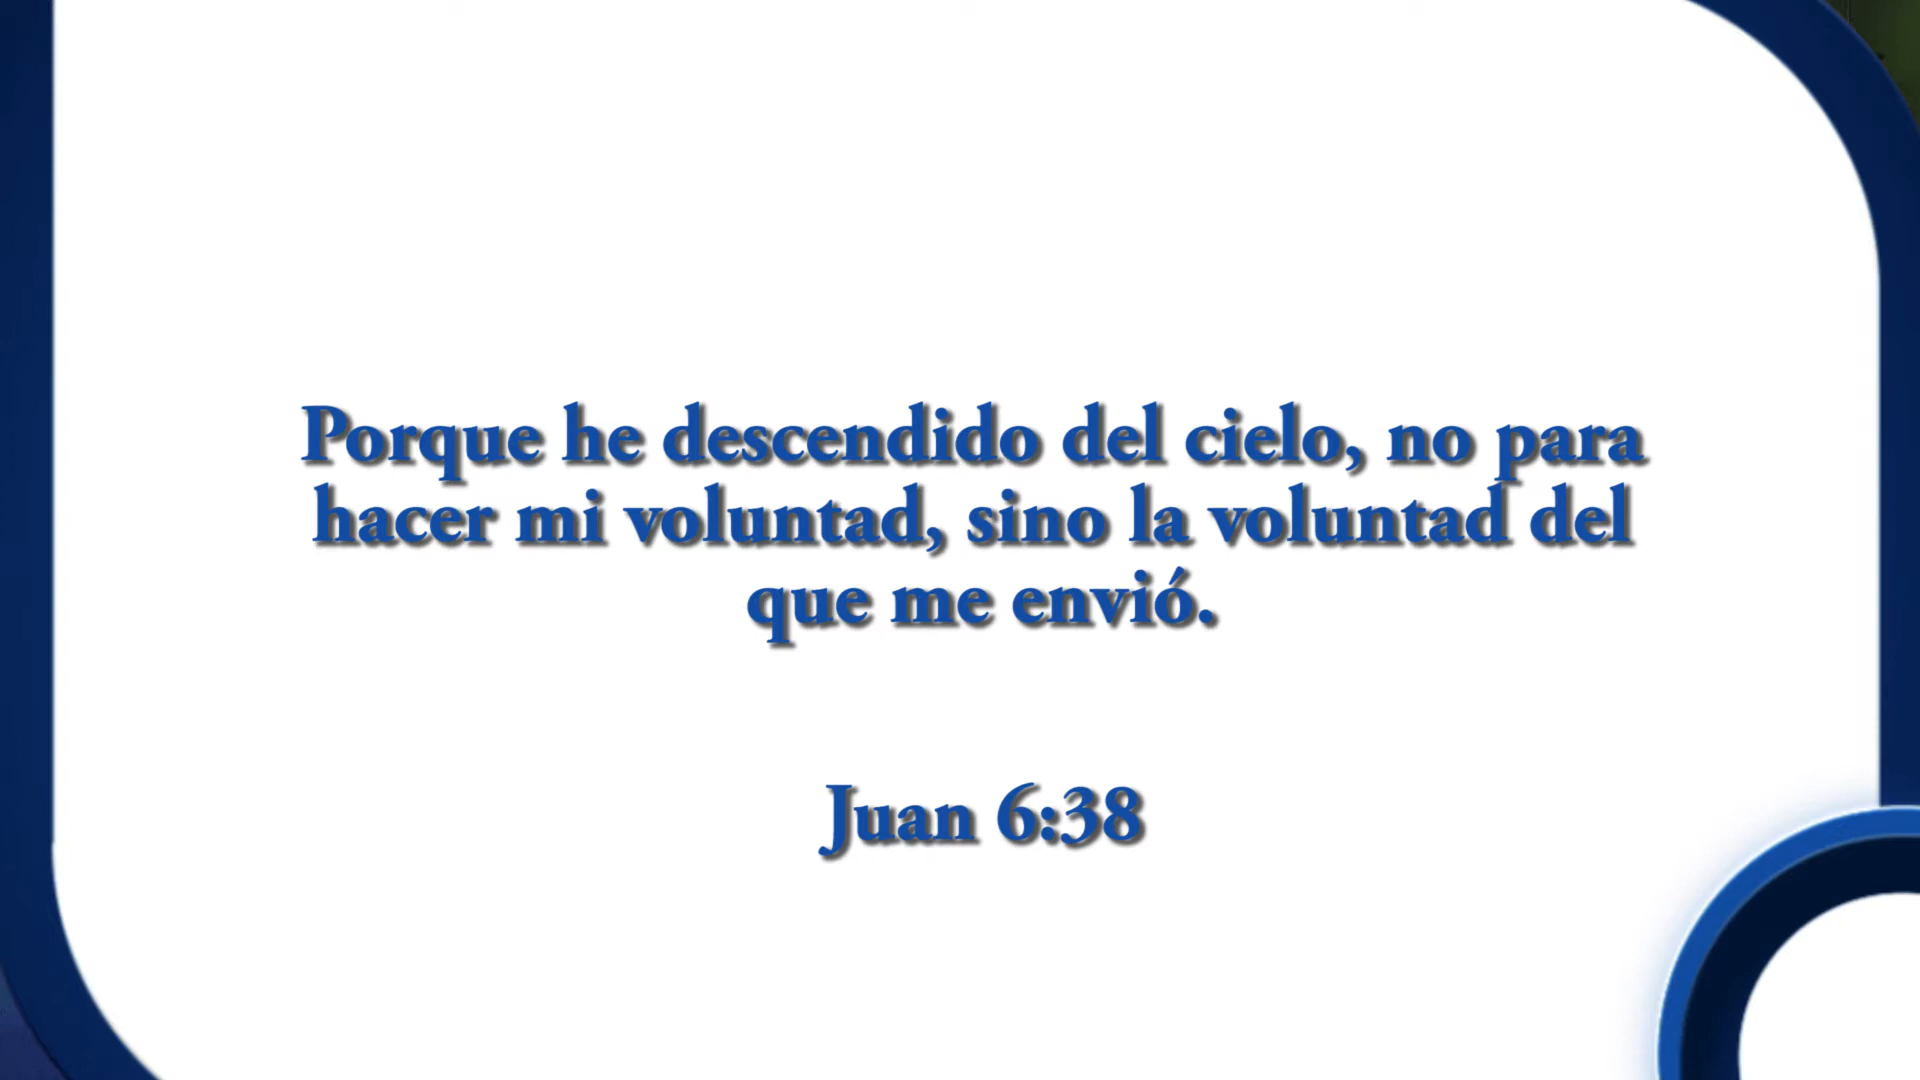 Porque he descendido del cielo, no para
hacer mi voluntad, sino la voluntad del
que me envió.
Juan 6:38